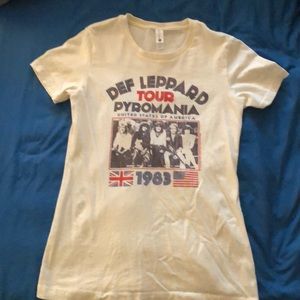 DEF LEPPARD
TOUR
PYROMANIA
UNITED STATES OF AMERICA
1983